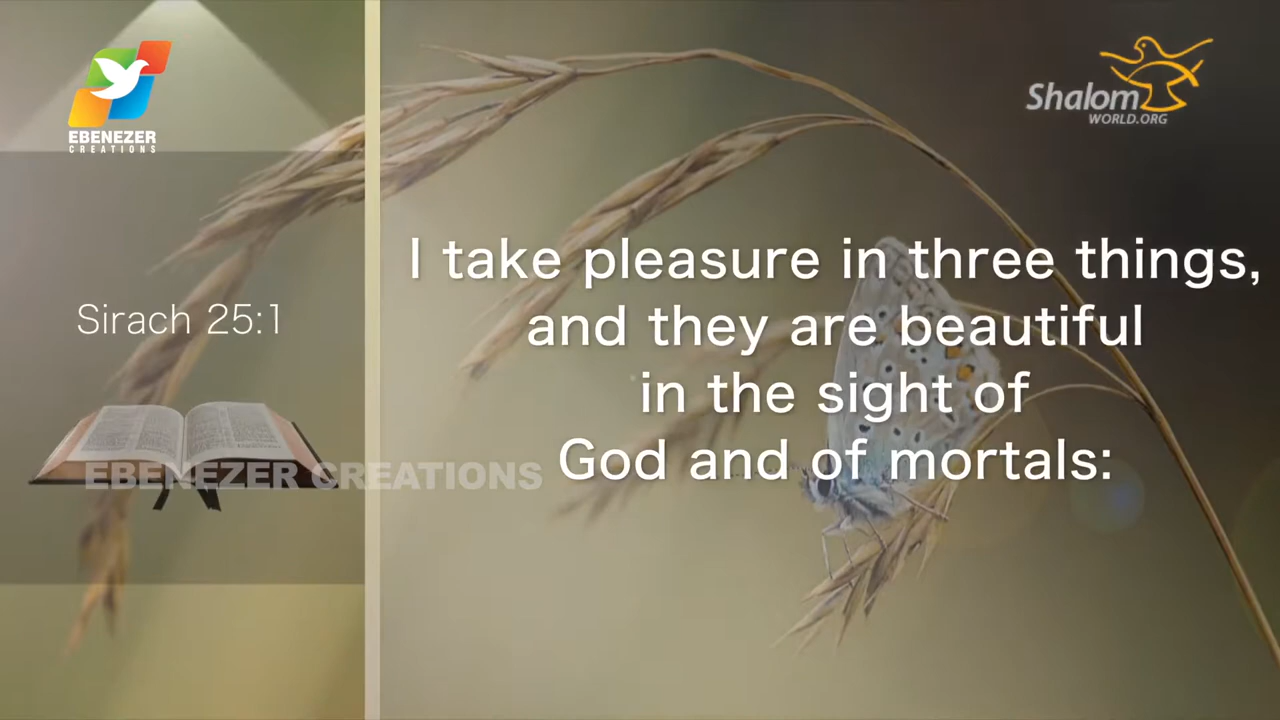 EBENEZER
CREATIONS
Shalom
WORLD.ORG
Sirach 25:1
I take pleasure in three things,
and they are beautiful
in the sight of
God and of mortals:
EBENEZER CREATIONS